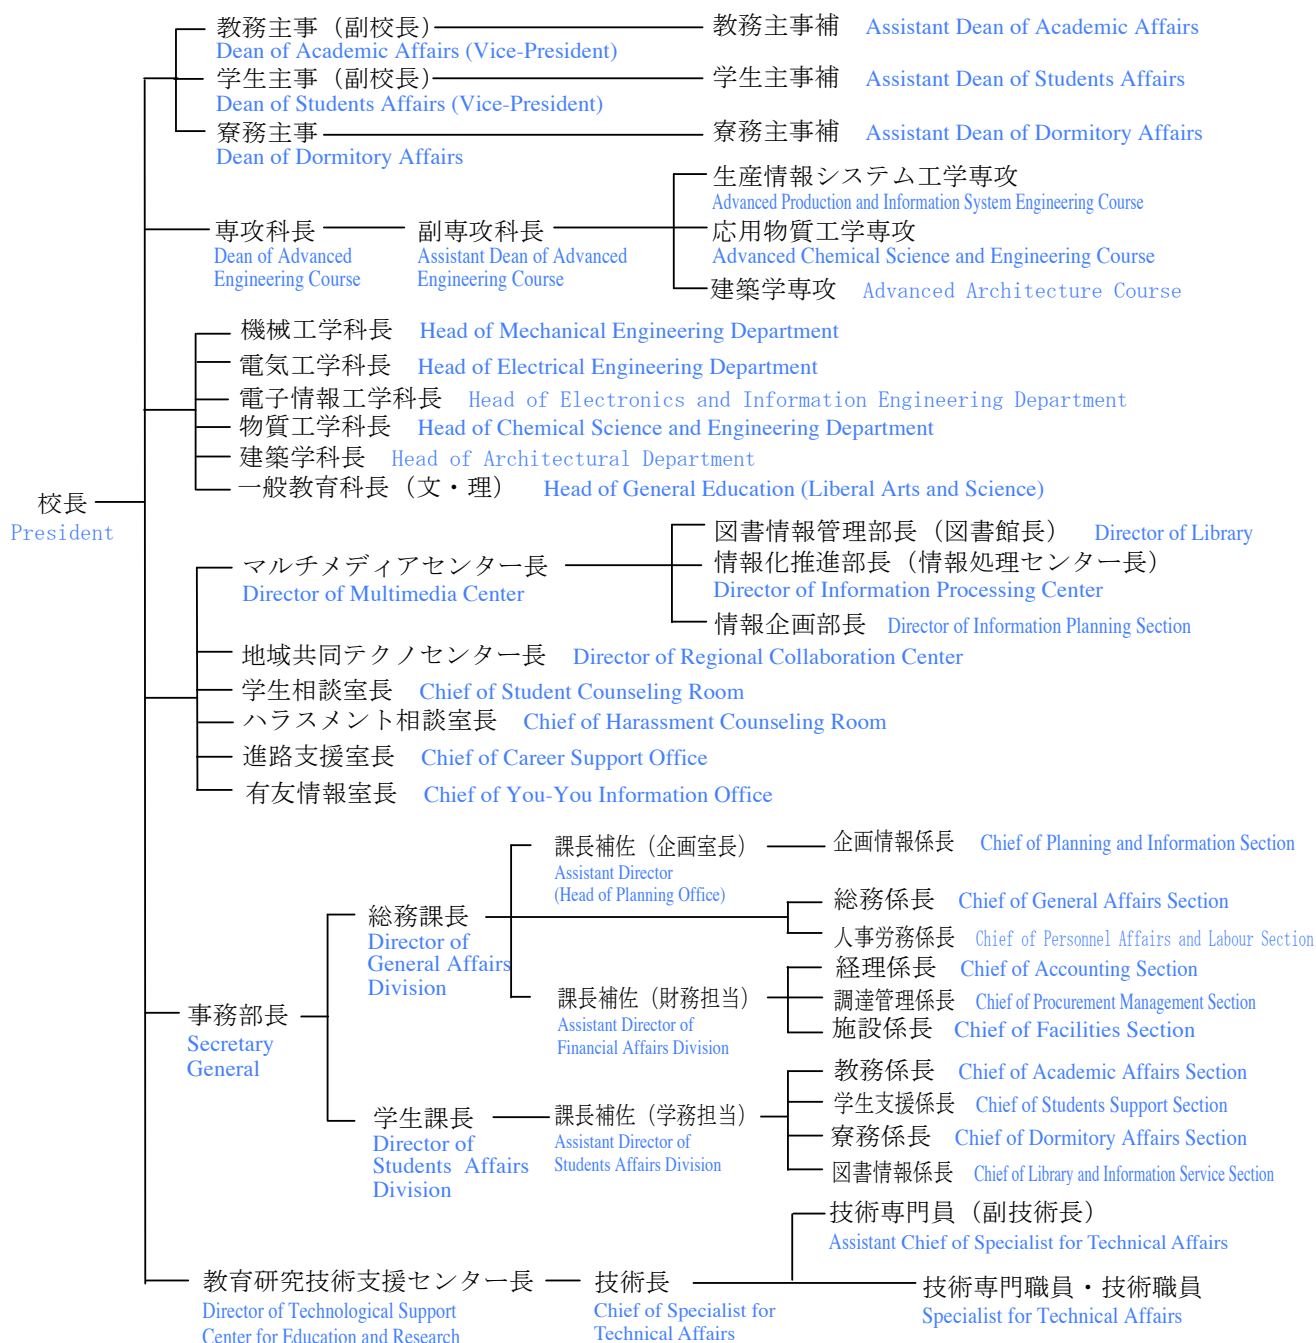 教務主事（副校長） 教務主事補 Assistant Dean of Academic Affairs
Dean of Academic Affairs (Vice-President)
学生主事（副校長） 学生主事補 Assistant Dean of Students Affairs
Dean of Students Affairs (Vice-President)
寮務主事 寮務主事補 Assistant Dean of Dormitory Affairs
Dean of Dormitory Affairs
生産情報システム工学専攻
Advanced Production and Information System Engineering Course
専攻科長 副専攻科長 応用物質工学専攻
Dean of Advanced Assistant Dean of Advanced Advanced Chemical Science and Engineering Course
Engineering Course Engineering Course
建築学専攻 Advanced Architecture Course
機械工学科長 Head of Mechanical Engineering Department
電気工学科長 Head of Electrical Engineering Department
電子情報工学科長 Head of Electronics and Information Engineering Department
物質工学科長 Head of Chemical Science and Engineering Department
建築学科長 Head of Architectural Department
一般教育科長（文・理） Head of General Education (Liberal Arts and Science)
校長
President
図書情報管理部長（図書館長） Director of Library
マルチメディアセンター長 情報化推進部長（情報処理センター長）
Director of Multimedia Center Director of Information Processing Center
情報企画部長 Director of Information Planning Section
地域共同テクノセンター長 Director of Regional Collaboration Center
学生相談室長 Chief of Student Counseling Room
ハラスメント相談室長 Chief of Harassment Counseling Room
進路支援室長 Chief of Career Support Office
有友情報室長 Chief of You-You Information Office
課長補佐（企画室長） 企画情報係長 Chief of Planning and Information Section
Assistant Director
(Head of Planning Office)
総務係長 Chief of General Affairs Section
総務課長
Director of
General Affairs
Division
人事労務係長 Chief of Personnel Affairs and Labour Section
経理係長 Chief of Accounting Section
課長補佐（財務担当） 調達管理係長 Chief of Procurement Management Section
Assistant Director of
Financial Affairs Division
施設係長 Chief of Facilities Section
事務部長
Secretary
General
教務係長 Chief of Academic Affairs Section
学生支援係長 Chief of Students Support Section
学生課長 課長補佐（学務担当）
Director of Assistant Director of
Students Affairs Students Affairs Division
Division
寮務係長 Chief of Dormitory Affairs Section
図書情報係長 Chief of Library and Information Service Section
技術専門員（副技術長）
Assistant Chief of Specialist for Technical Affairs
教育研究技術支援センター長 技術長 技術専門職員・技術職員
Director of Technological Support Chief of Specialist for Specialist for Technical Affairs
Center for Education and Research Technical Affairs